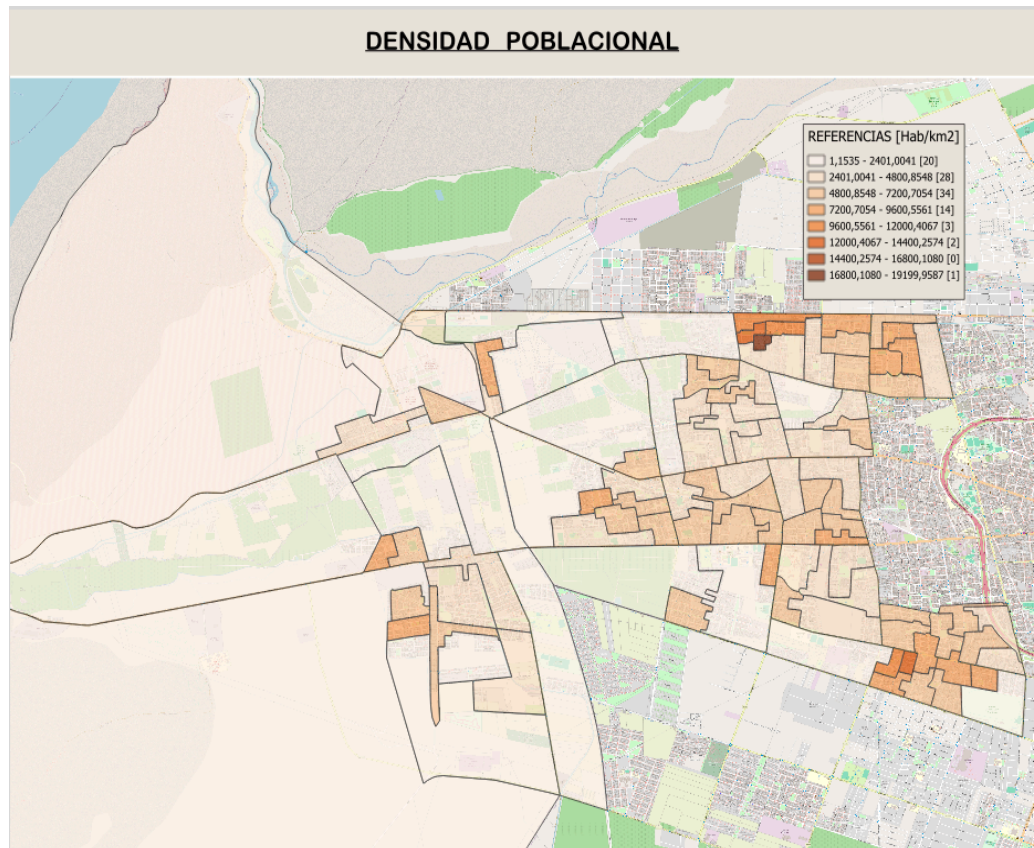 DENSIDAD POBLACIONAL
REFERENCIAS [Hab/km2]
1,1535 - 2401,0041 [20]
2401,0041 - 4800,8548 [28]
4800,8548 - 7200,7054 [34]
7200,7054 - 9600,5561 [14]
9600,5561 - 12000,4067 [3]
12000,4067 - 14400,2574 [2]
14400,2574 - 16800,1080 [0]
16800,1080 - 19199,9587 [1]